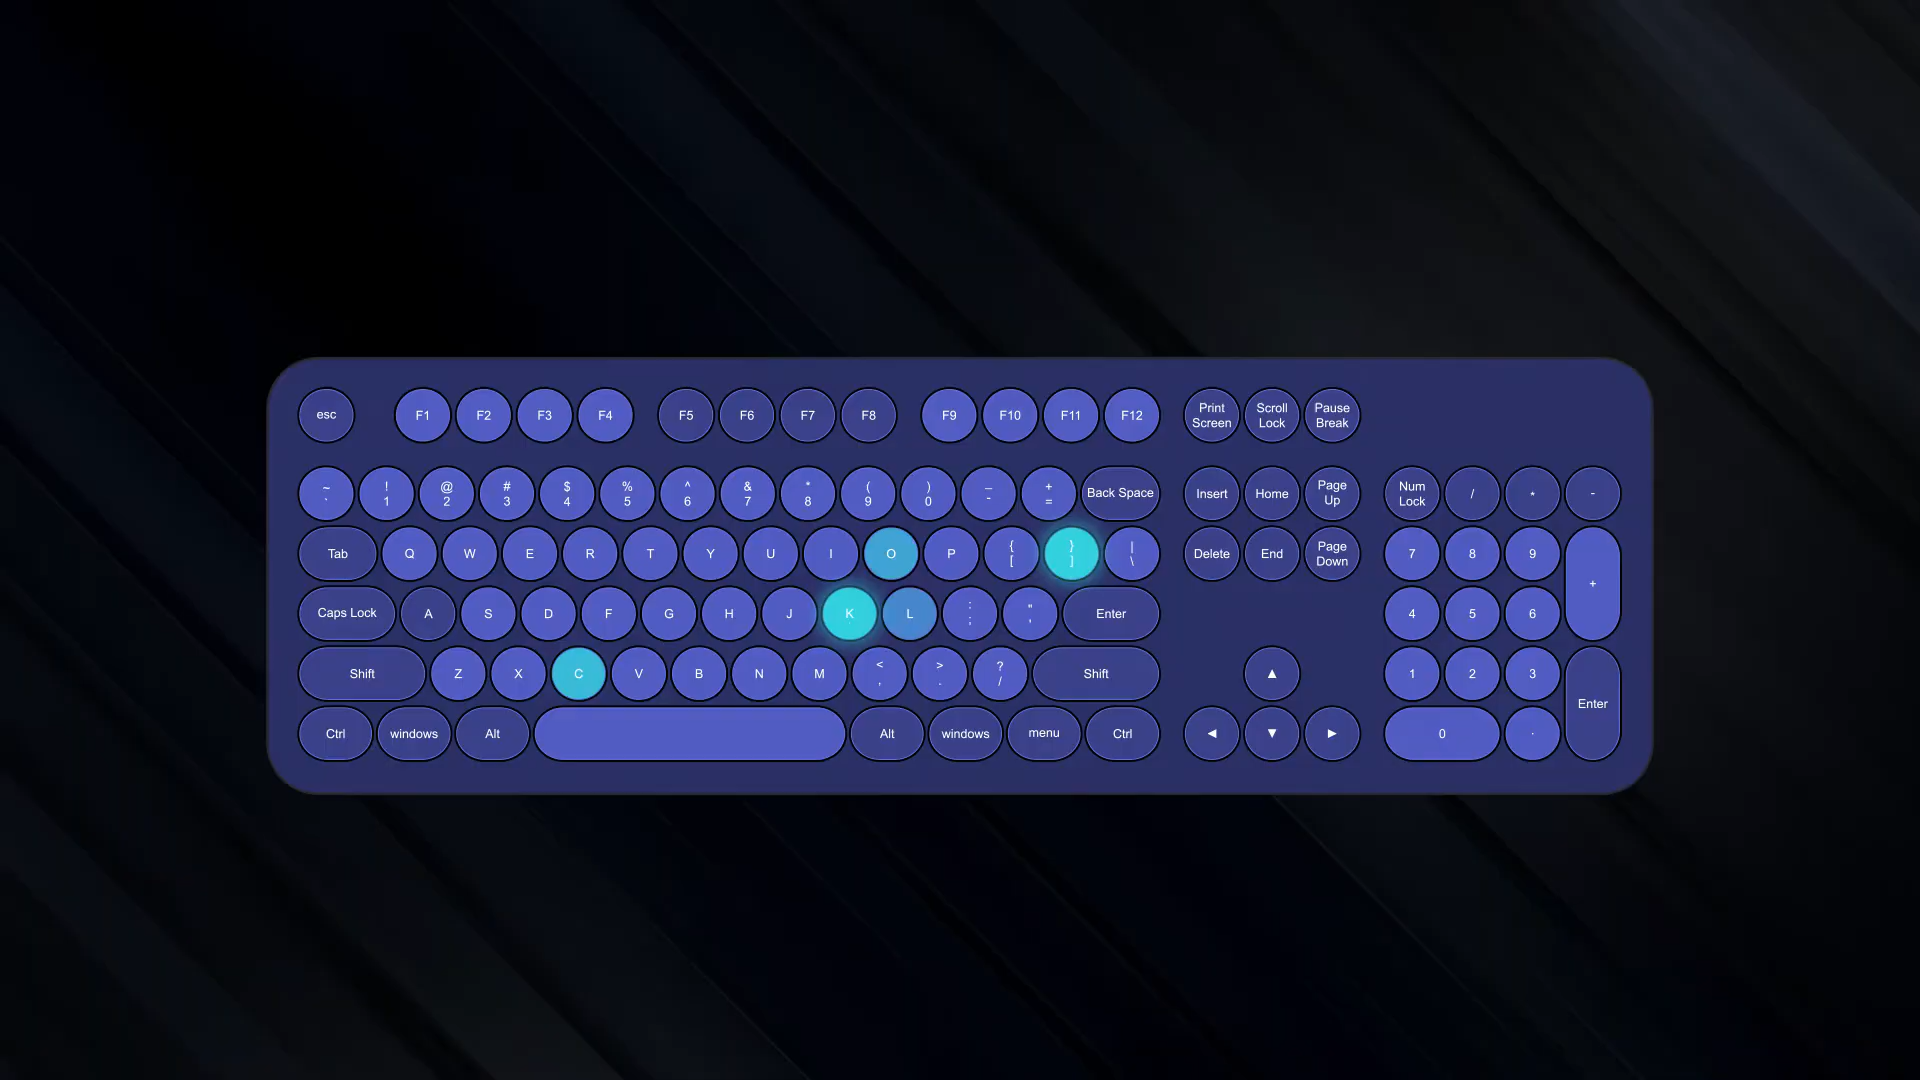 esc F1 F2 F3 F4 F5 F6 F7 F8 F9 F10 F11 F12 Print Screen Scroll Lock Pause Break
~ ` ! 1 @ 2 # 3 $ 4 % 5 ^ 6 & 7 * 8 ( 9 ) 0 _ - + = Back Space Insert Home Page Up Num Lock / * -
Tab Q W E R T Y U I O P { [ } ] | \ Delete End Page Down 7 8 9 +
Caps Lock A S D F G H J K L : ; " ' Enter 4 5 6
Shift Z X C V B N M < , > . ? / Shift ▲ 1 2 3 Enter
Ctrl windows Alt Alt windows menu Ctrl ◄ ▼ ► 0 .